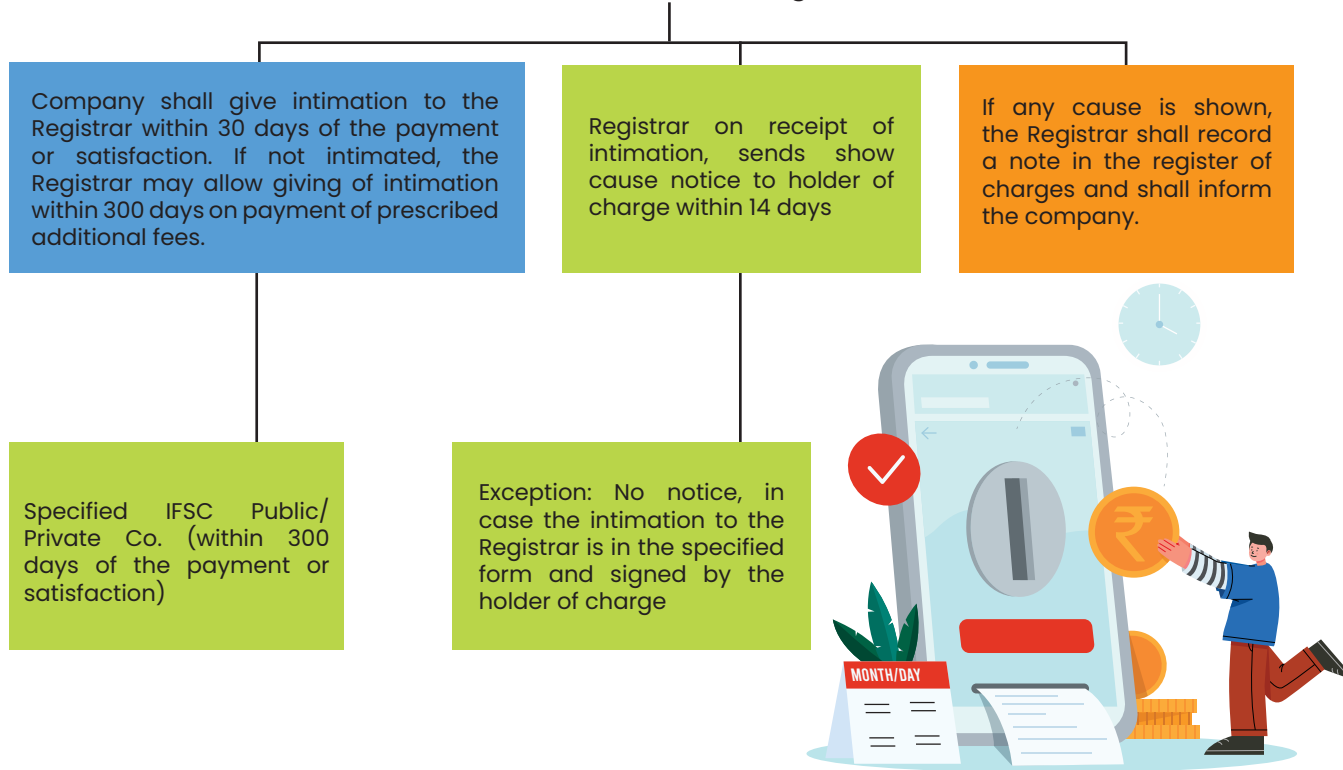 Company shall give intimation to the
Registrar within 30 days of the payment
or satisfaction. If not intimated, the
Registrar may allow giving of intimation
within 300 days on payment of prescribed
additional fees.
Registrar on receipt of
intimation, sends show
cause notice to holder of
charge within 14 days
If any cause is shown,
the Registrar shall record
a note in the register of
charges and shall inform
the company.
Specified IFSC Public/
Private Co. (within 300
days of the payment or
satisfaction)
Exception: No notice, in
case the intimation to the
Registrar is in the specified
form and signed by the
holder of charge
₹
MONTH/DAY